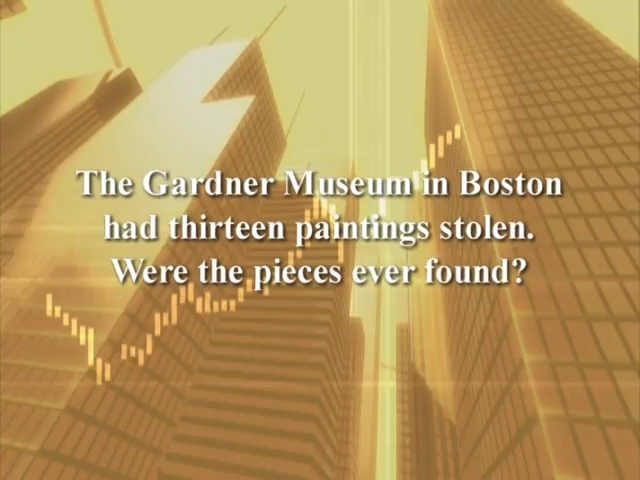 The Gardner Museum in Boston
had thirteen paintings stolen.
Were the pieces ever found?